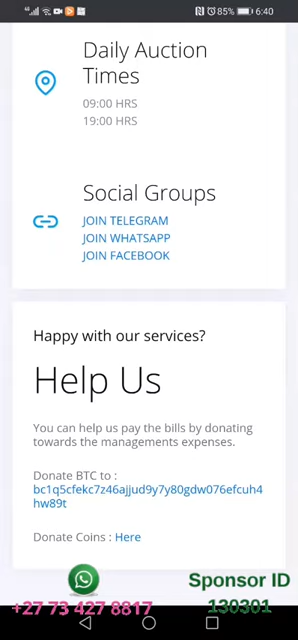 85% 6:40
Daily Auction
Times
09:00 HRS
19:00 HRS
Social Groups
JOIN TELEGRAM
JOIN WHATSAPP
JOIN FACEBOOK
Happy with our services?
Help Us
You can help us pay the bills by donating
towards the managements expenses.
Donate BTC to :
bc1q5cfekc7z46ajjud9y7y80gdw076efcuh4
hw89t
Donate Coins : Here
Sponsor ID
+27 73 427 8817 130301